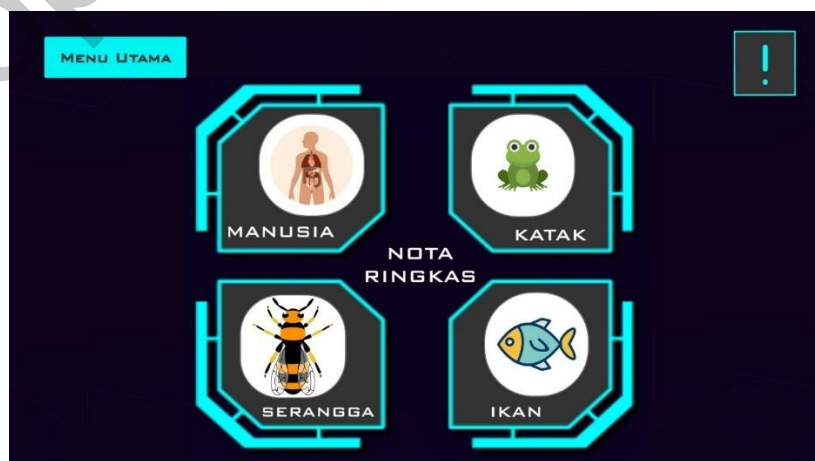 MENU UTAMA
!
MANUSIA
KATAK
NOTA
RINGKAS
SERANGGA
IKAN